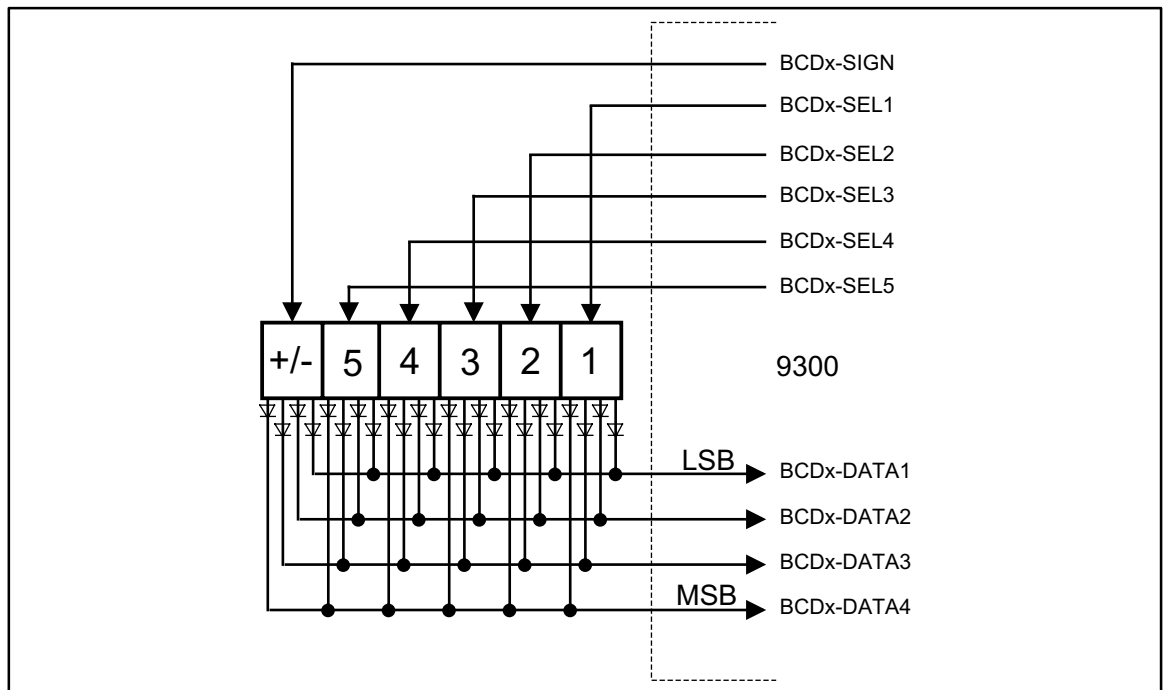 BCDx-SIGN
BCDx-SEL1
BCDx-SEL2
BCDx-SEL3
BCDx-SEL4
BCDx-SEL5
+/- 5 4 3 2 1
9300
LSB BCDx-DATA1
BCDx-DATA2
BCDx-DATA3
MSB BCDx-DATA4